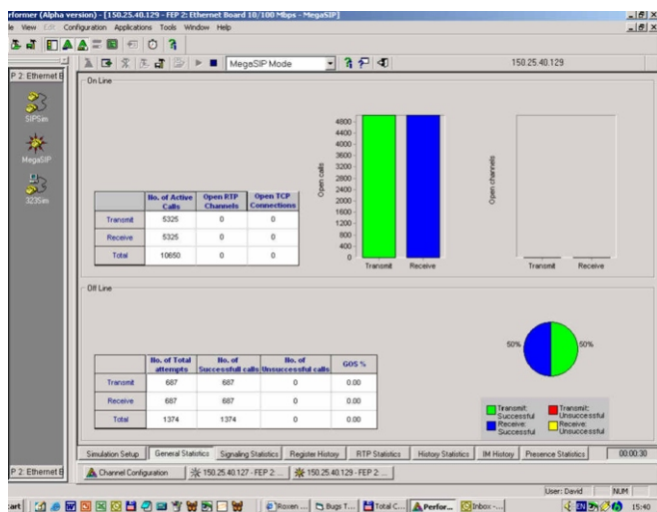 rformer (Alpha version) - [150.25.40.129 - FEP 2: Ethernet Board 10/100 Mbps - MegaSIP]
le View Edit Configuration Applications Tools Window Help
MegaSIP Mode 150.25.40.129
P 2: Ethernet E
SIPSim
MegaSIP
323Sim
P 2: Ethernet E
On Line
No. of Active Calls Open RTP Channels Open TCP Connections
Transmit 5325 0 0
Receive 5325 0 0
Total 10650 0 0
Open calls
4800
4400
4000
3600
3200
2800
2400
2000
1600
1200
800
400
0
Transmit Receive
Open channels
Transmit Receive
Off Line
No. of Total attempts No. of Successfull calls No. of Unsuccessful calls GOS %
Transmit 687 687 0 0.00
Receive 687 687 0 0.00
Total 1374 1374 0 0.00
50% 50%
Transmit: Successful
Transmit: Unsuccessful
Receive: Successful
Receive: Unsuccessful
Simulation Setup General Statistics Signaling Statistics Register History RTP Statistics History Statistics IM History Presence Statistics 00:00:30
Channel Configuration 150.25.40.127 - FEP 2: ... 150.25.40.129 - FEP 2: ...
User: David NUM
art Roxen ... Bugs T... Total C... Perfor... Inbox -... EN 15:40